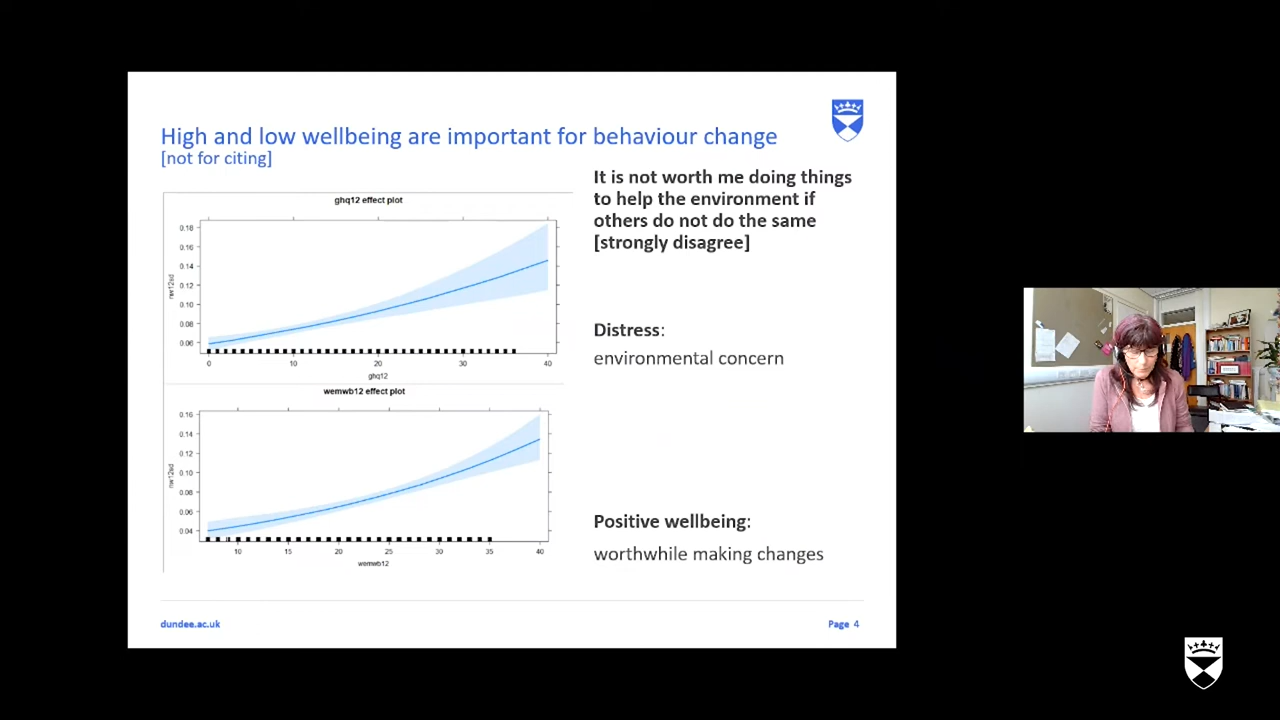 High and low wellbeing are important for behaviour change
[not for citing]
ghq12 effect plot
0.18
0.16
0.14
0.12
0.10
0.08
0.06
nw12sd
0
10
20
30
40
ghq12
wemwb12 effect plot
0.16
0.14
0.12
0.10
0.08
0.06
0.04
nw12sd
10
15
20
25
30
35
40
wemwb12
It is not worth me doing things
to help the environment if
others do not do the same
[strongly disagree]
Distress:
environmental concern
Positive wellbeing:
worthwhile making changes
dundee.ac.uk
Page 4